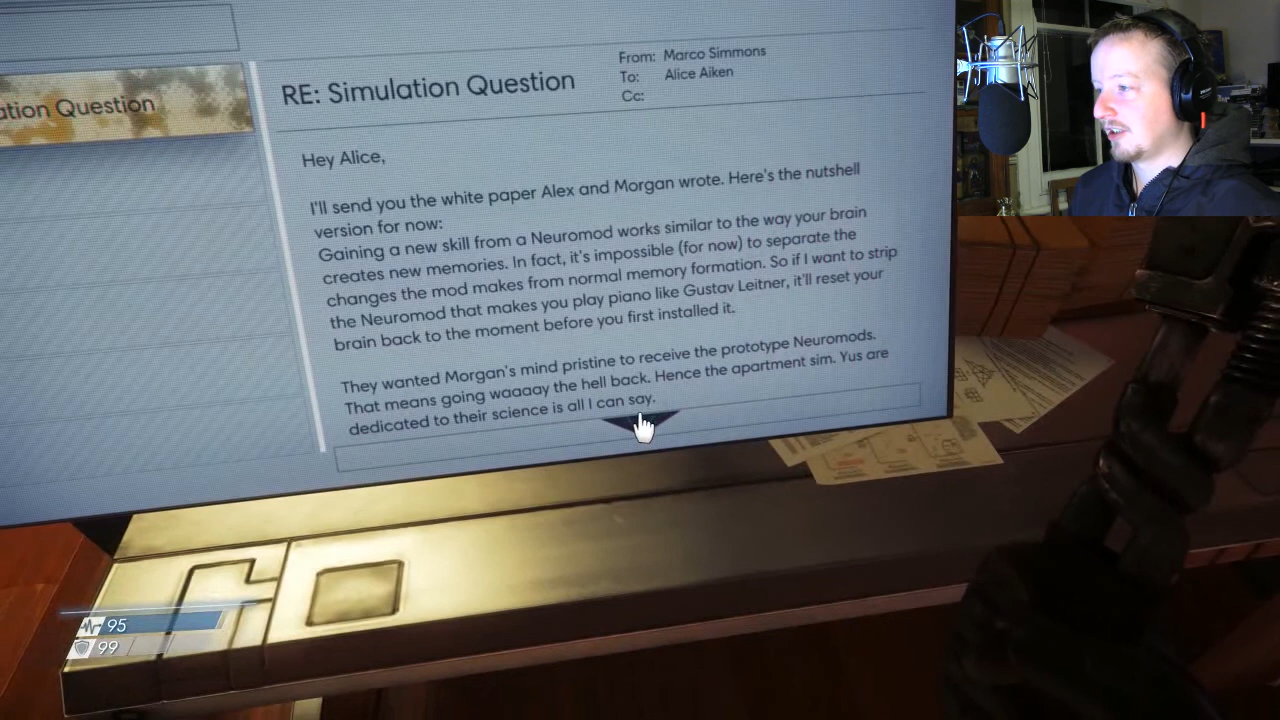 RE: Simulation Question
From: Marco Simmons
To: Alice Aiken
Cc:
ation Question
Hey Alice,
I'll send you the white paper Alex and Morgan wrote. Here's the nutshell
version for now:
Gaining a new skill from a Neuromod works similar to the way your brain
creates new memories. In fact, it's impossible (for now) to separate the
changes the mod makes from normal memory formation. So if I want to strip
the Neuromod that makes you play piano like Gustav Leitner, it'll reset your
brain back to the moment before you first installed it.
They wanted Morgan's mind pristine to receive the prototype Neuromods.
That means going waaaay the hell back. Hence the apartment sim. Yus are
dedicated to their science is all I can say.
95
99